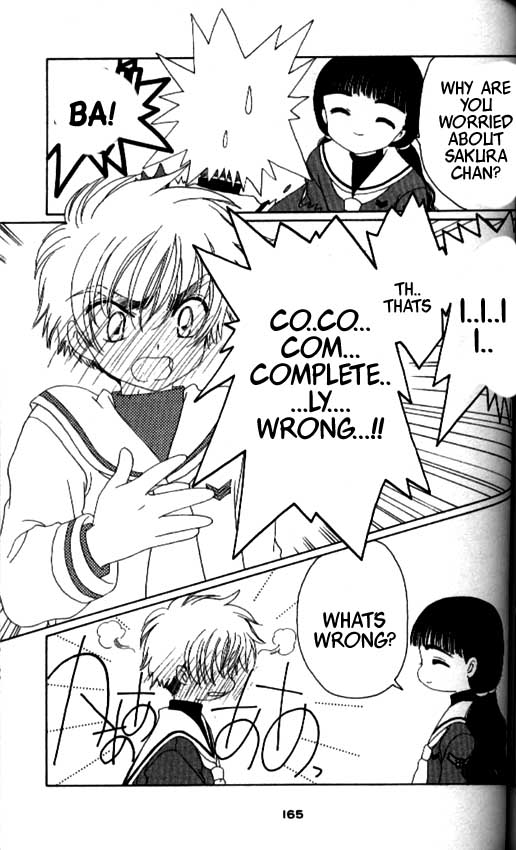 WHY ARE
YOU
WORRIED
ABOUT
SAKURA
CHAN?
BA!
I..I..I
I..
TH..
THATS
CO..CO...
COM...
COMPLETE..
...LY....
WRONG...!!
WHATS
WRONG?
165